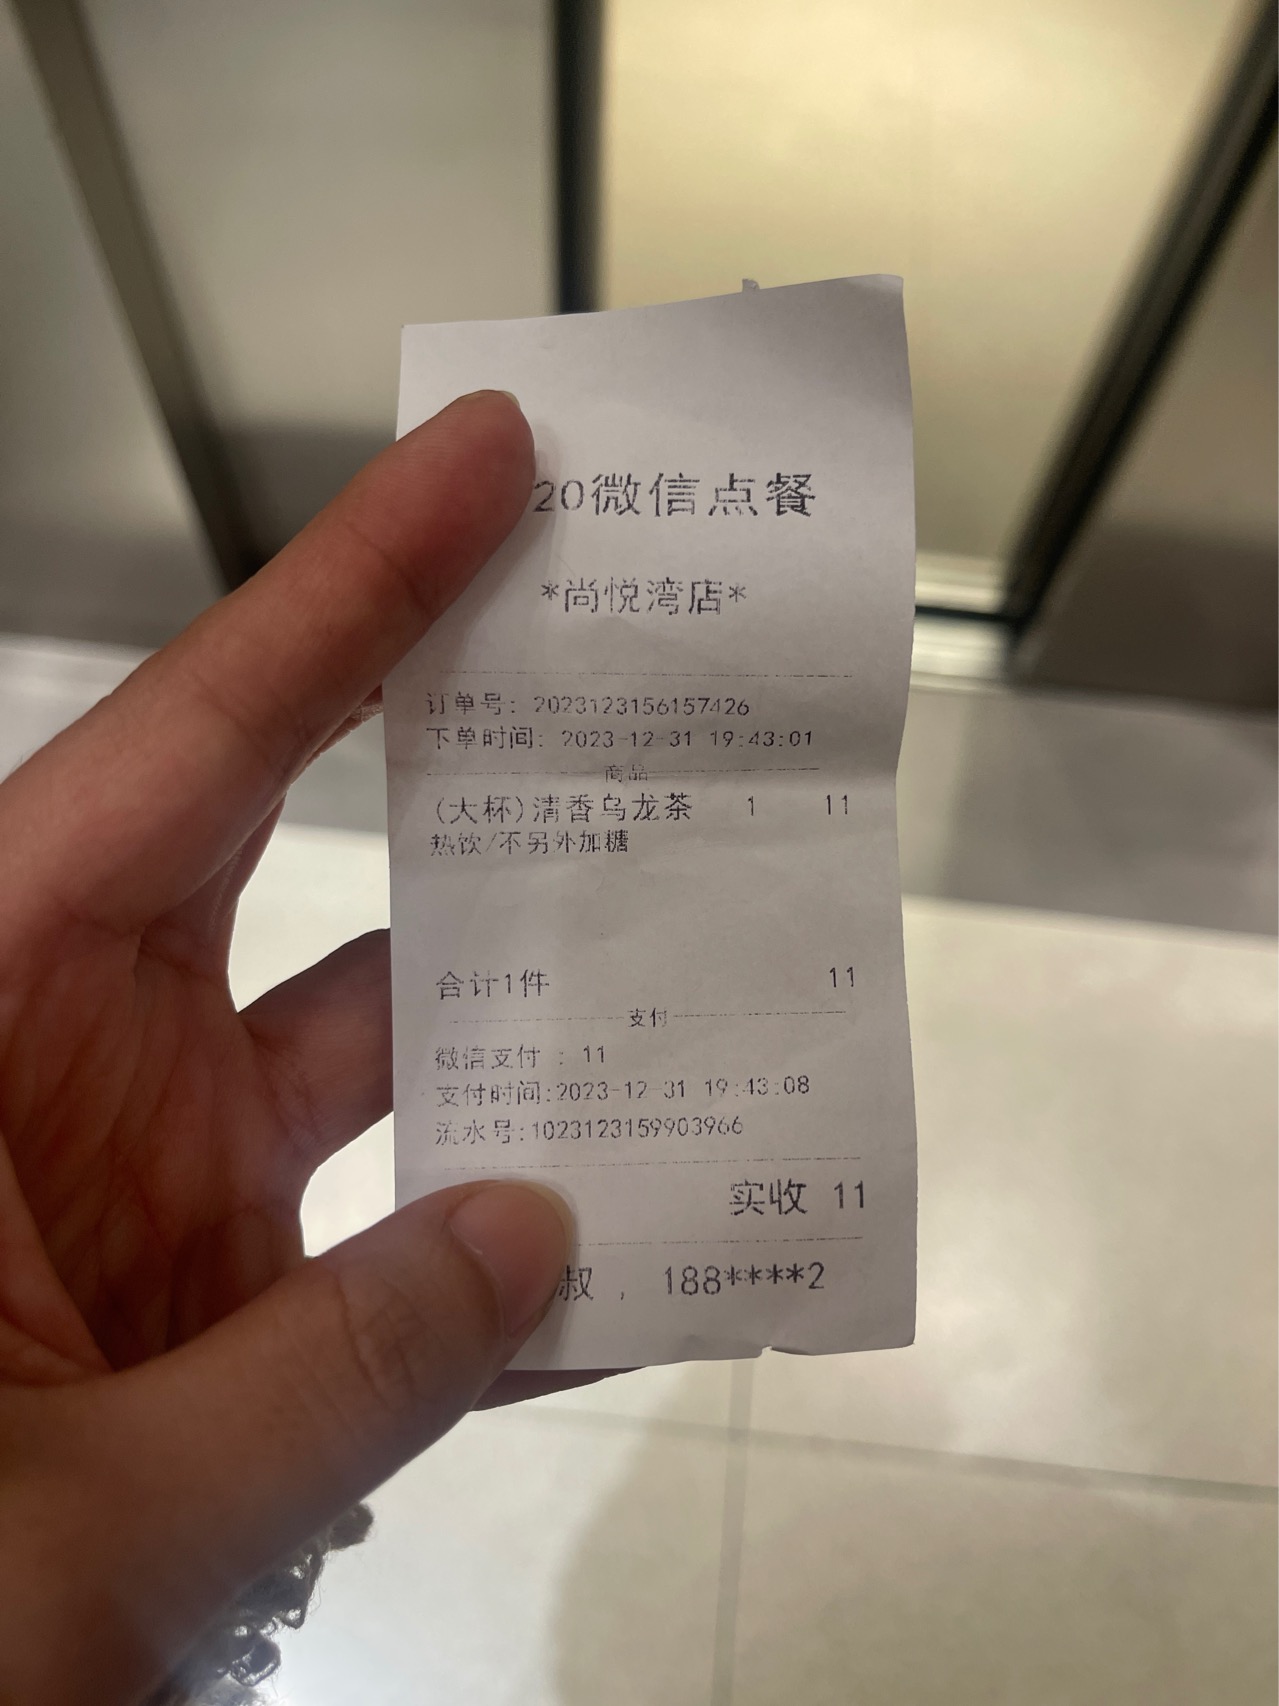 20微信点餐
*尚悦湾店*
订单号: 2023123156157426
下单时间: 2023-12-31 19:43:01
商品
(大杯)清香乌龙茶 1 11
热饮/不另外加糖
合计1件 11
支付
微信支付 : 11
支付时间:2023-12-31 19:43:08
流水号:1023123159903966
实收 11
叔, 188****2